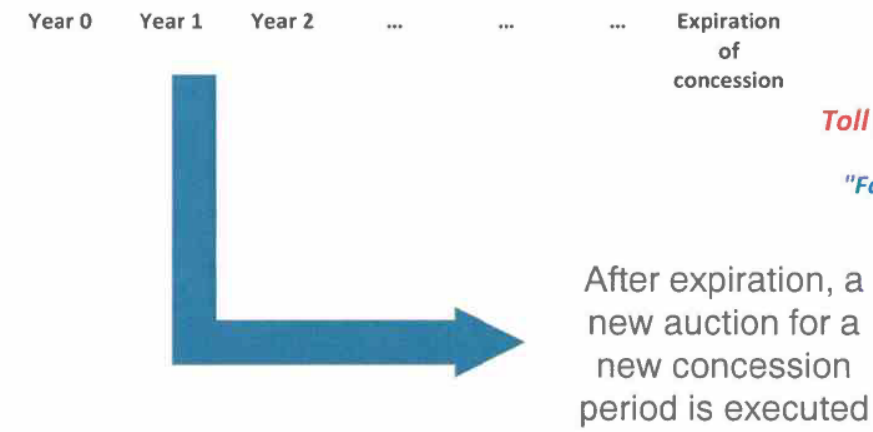 Year 0 Year 1 Year 2 ... ... ... Expiration
of
concession
Toll
"Fo
After expiration, a
new auction for a
new concession
period is executed